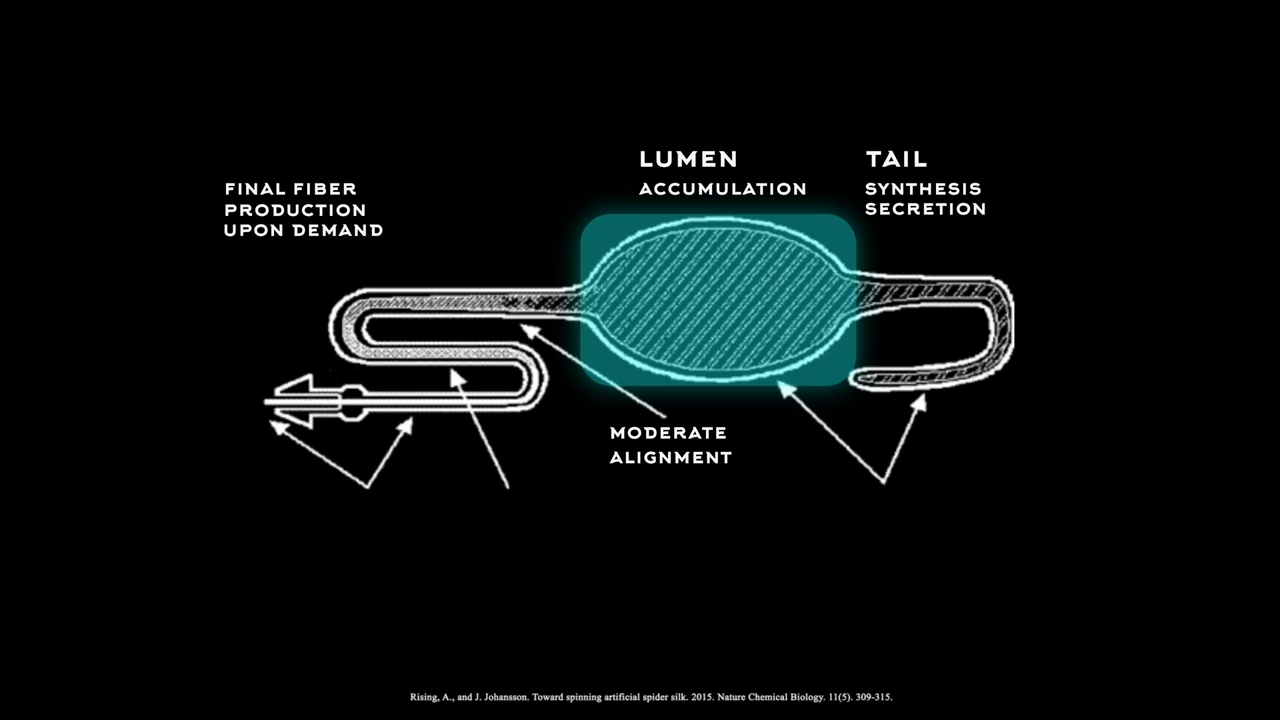 LUMEN
ACCUMULATION
TAIL
SYNTHESIS
SECRETION
FINAL FIBER
PRODUCTION
UPON DEMAND
MODERATE
ALIGNMENT
Rising, A., and J. Johansson. Toward spinning artificial spider silk. 2015. Nature Chemical Biology. 11(5). 309-315.